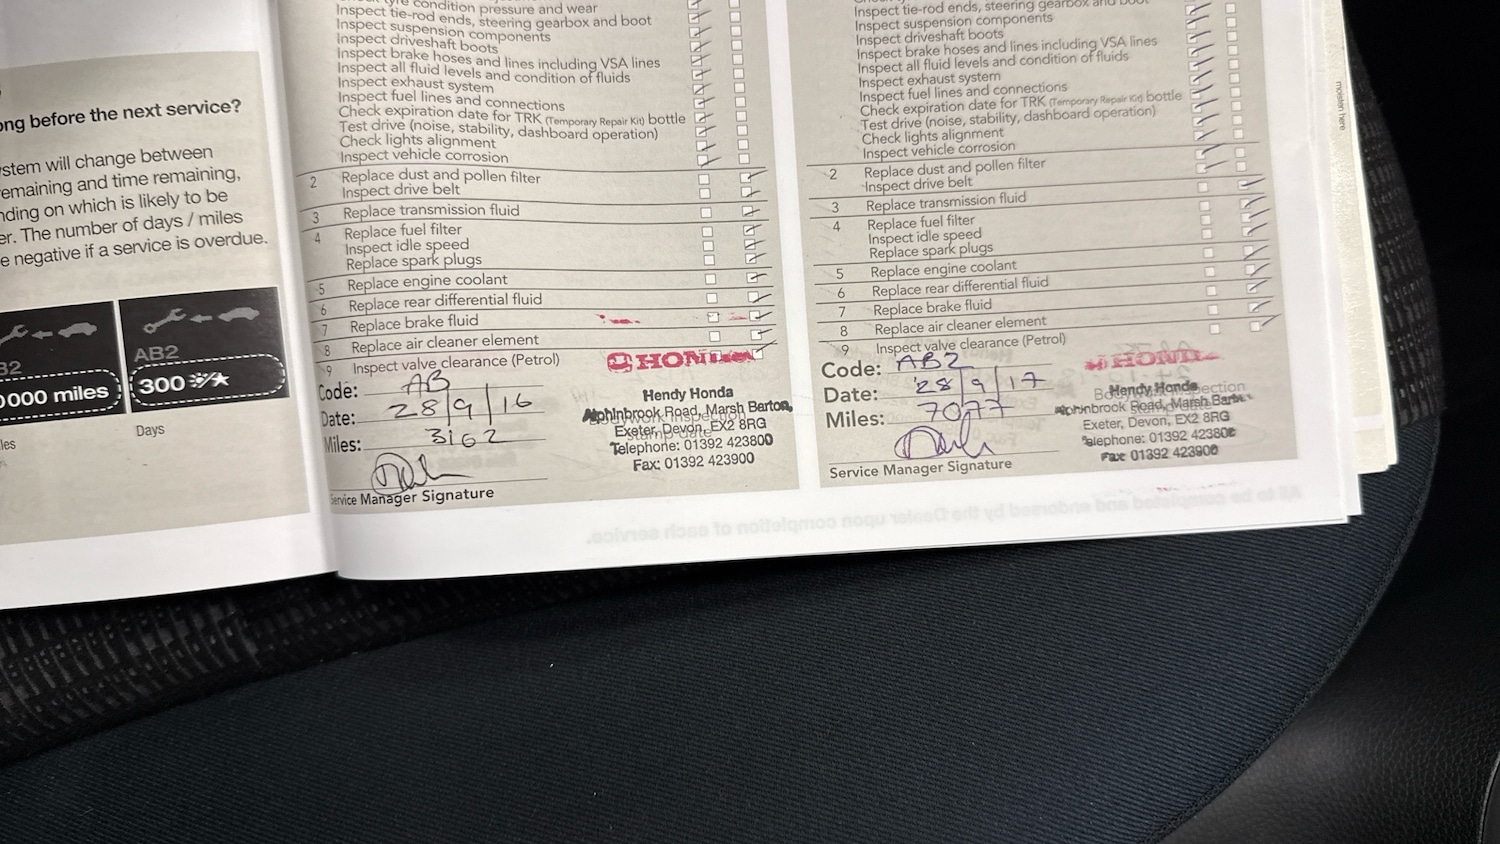 ong before the next service?
stem will change between
emaining and time remaining,
nding on which is likely to be
er. The number of days / miles
e negative if a service is overdue.
000 miles
AB2
300
Days
condition pressure and wear
Inspect tie-rod ends, steering gearbox and boot
Inspect suspension components
Inspect driveshaft boots
Inspect brake hoses and lines including VSA lines
Inspect all fluid levels and condition of fluids
Inspect exhaust system
Inspect fuel lines and connections
Check expiration date for TRK (Temporary Repair Kit) bottle
Test drive (noise, stability, dashboard operation)
Check lights alignment
Inspect vehicle corrosion
2 Replace dust and pollen filter
Inspect drive belt
3 Replace transmission fluid
4 Replace fuel filter
Inspect idle speed
Replace spark plugs
5 Replace engine coolant
6 Replace rear differential fluid
7 Replace brake fluid
8 Replace air cleaner element
9 Inspect valve clearance (Petrol)
Code: AB
Date: 28/9/16
Miles: 3162
Service Manager Signature
HONDA
Hendy Honda
Alphinbrook Road, Marsh Barton,
Exeter, Devon, EX2 8RG
Telephone: 01392 423800
Fax: 01392 423900
Inspect tie-rod ends, steering gearbox and boot
Inspect suspension components
Inspect driveshaft boots
Inspect brake hoses and lines including VSA lines
Inspect all fluid levels and condition of fluids
Inspect exhaust system
Inspect fuel lines and connections
Check expiration date for TRK (Temporary Repair Kit) bottle
Test drive (noise, stability, dashboard operation)
Check lights alignment
Inspect vehicle corrosion
2 Replace dust and pollen filter
Inspect drive belt
3 Replace transmission fluid
4 Replace fuel filter
Inspect idle speed
Replace spark plugs
5 Replace engine coolant
6 Replace rear differential fluid
7 Replace brake fluid
8 Replace air cleaner element
9 Inspect valve clearance (Petrol)
Code: AB2
Date: 28/9/17
Miles: 7077
Service Manager Signature
HONDA
Hendy Honda
Alphinbrook Road, Marsh Barton,
Exeter, Devon, EX2 8RG
Telephone: 01392 423800
Fax: 01392 423900
moisten here